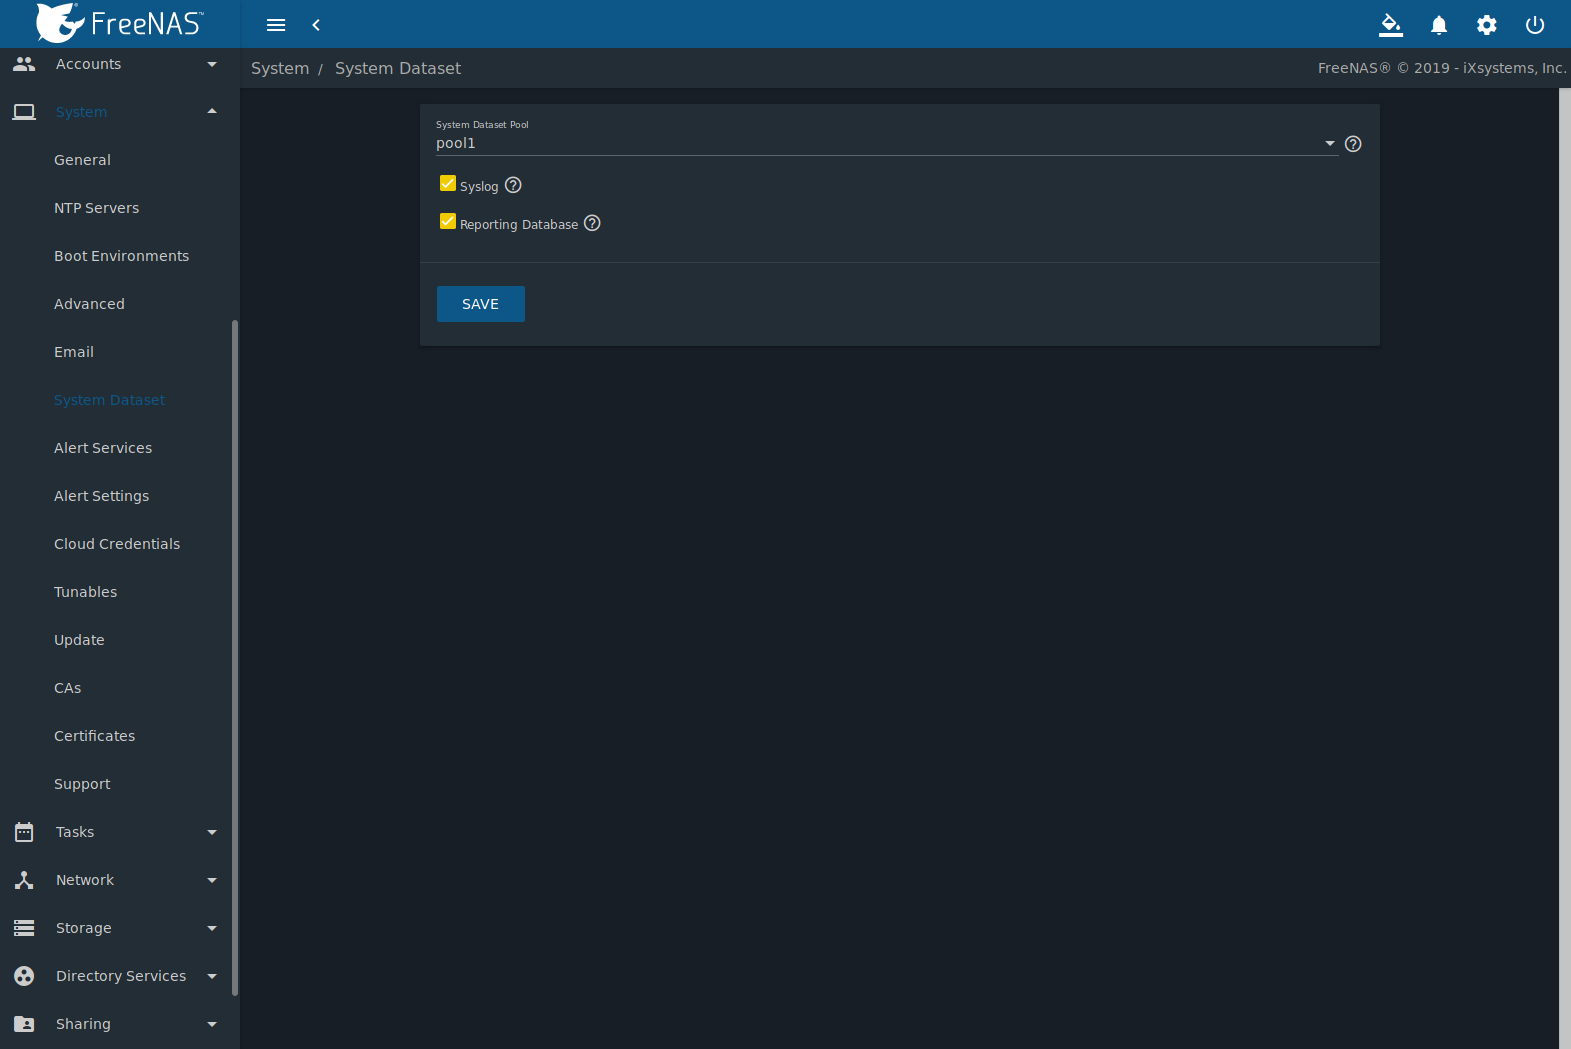 FreeNAS™
Accounts
System
General
NTP Servers
Boot Environments
Advanced
Email
System Dataset
Alert Services
Alert Settings
Cloud Credentials
Tunables
Update
CAs
Certificates
Support
Tasks
Network
Storage
Directory Services
Sharing
System / System Dataset
FreeNAS® © 2019 - iXsystems, Inc.
System Dataset Pool
pool1
Syslog
Reporting Database
SAVE